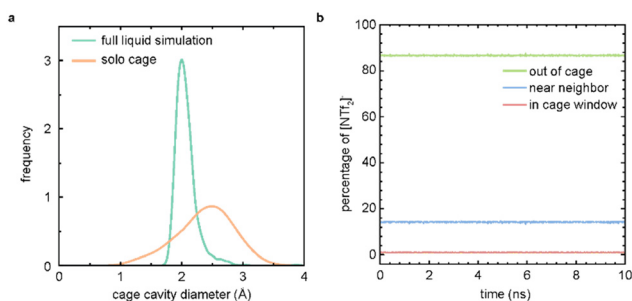 a
full liquid simulation
solo cage
frequency
3
2
1
0
0 1 2 3 4
cage cavity diameter (Å)
b
percentage of [NTf2]-
100
80
60
40
20
0
out of cage
near neighbor
in cage window
0 2 4 6 8 10
time (ns)